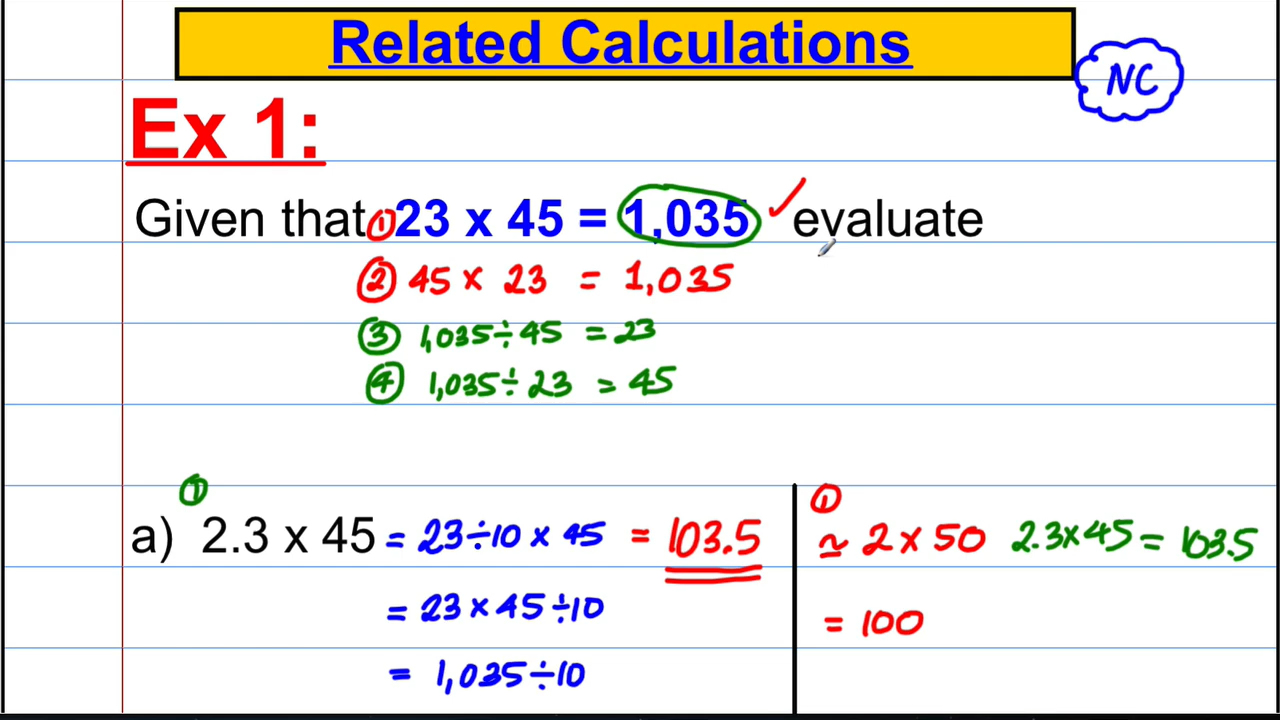 Related Calculations
NC
Ex 1:
Given that ① 23 x 45 = 1,035 ✓ evaluate
② 45 × 23 = 1,035
③ 1,035 ÷ 45 = 23
④ 1,035 ÷ 23 = 45
①
a) 2.3 x 45 = 23 ÷ 10 × 45 = 103.5
= 23 × 45 ÷ 10
= 1,035 ÷ 10
①
≃ 2 × 50 2.3 × 45 = 103.5
= 100